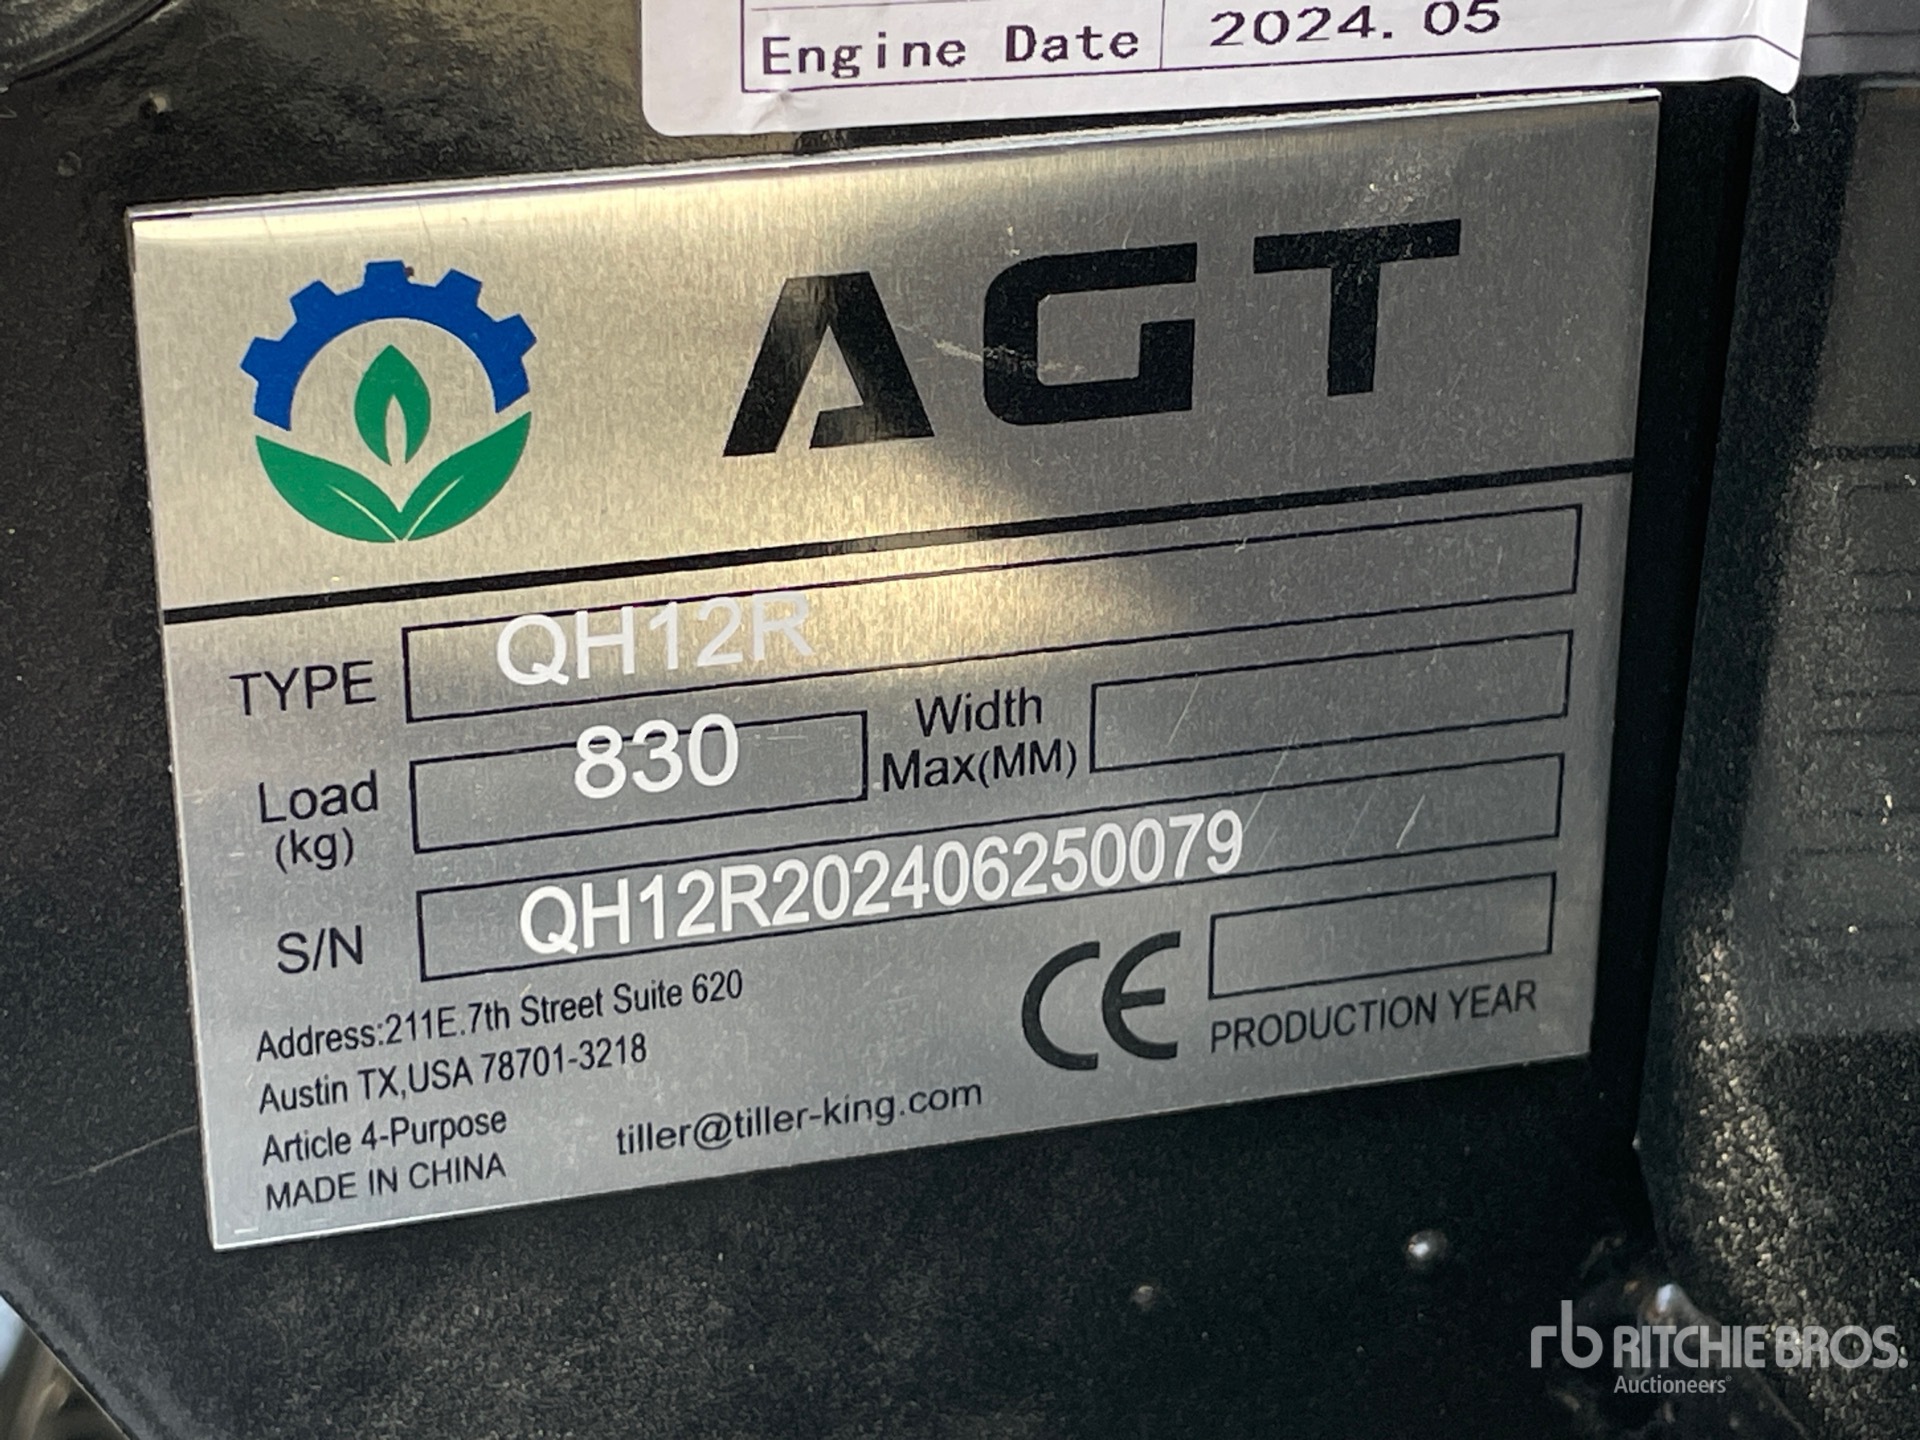 Engine Date 2024.05
AGT
TYPE QH12R
Load (kg) 830 Width Max(MM)
S/N QH12R202406250079
Address:211E.7th Street Suite 620
Austin TX,USA 78701-3218
Article 4-Purpose
MADE IN CHINA
tiller@tiller-king.com
CE
PRODUCTION YEAR
rb RITCHIE BROS.
Auctioneers